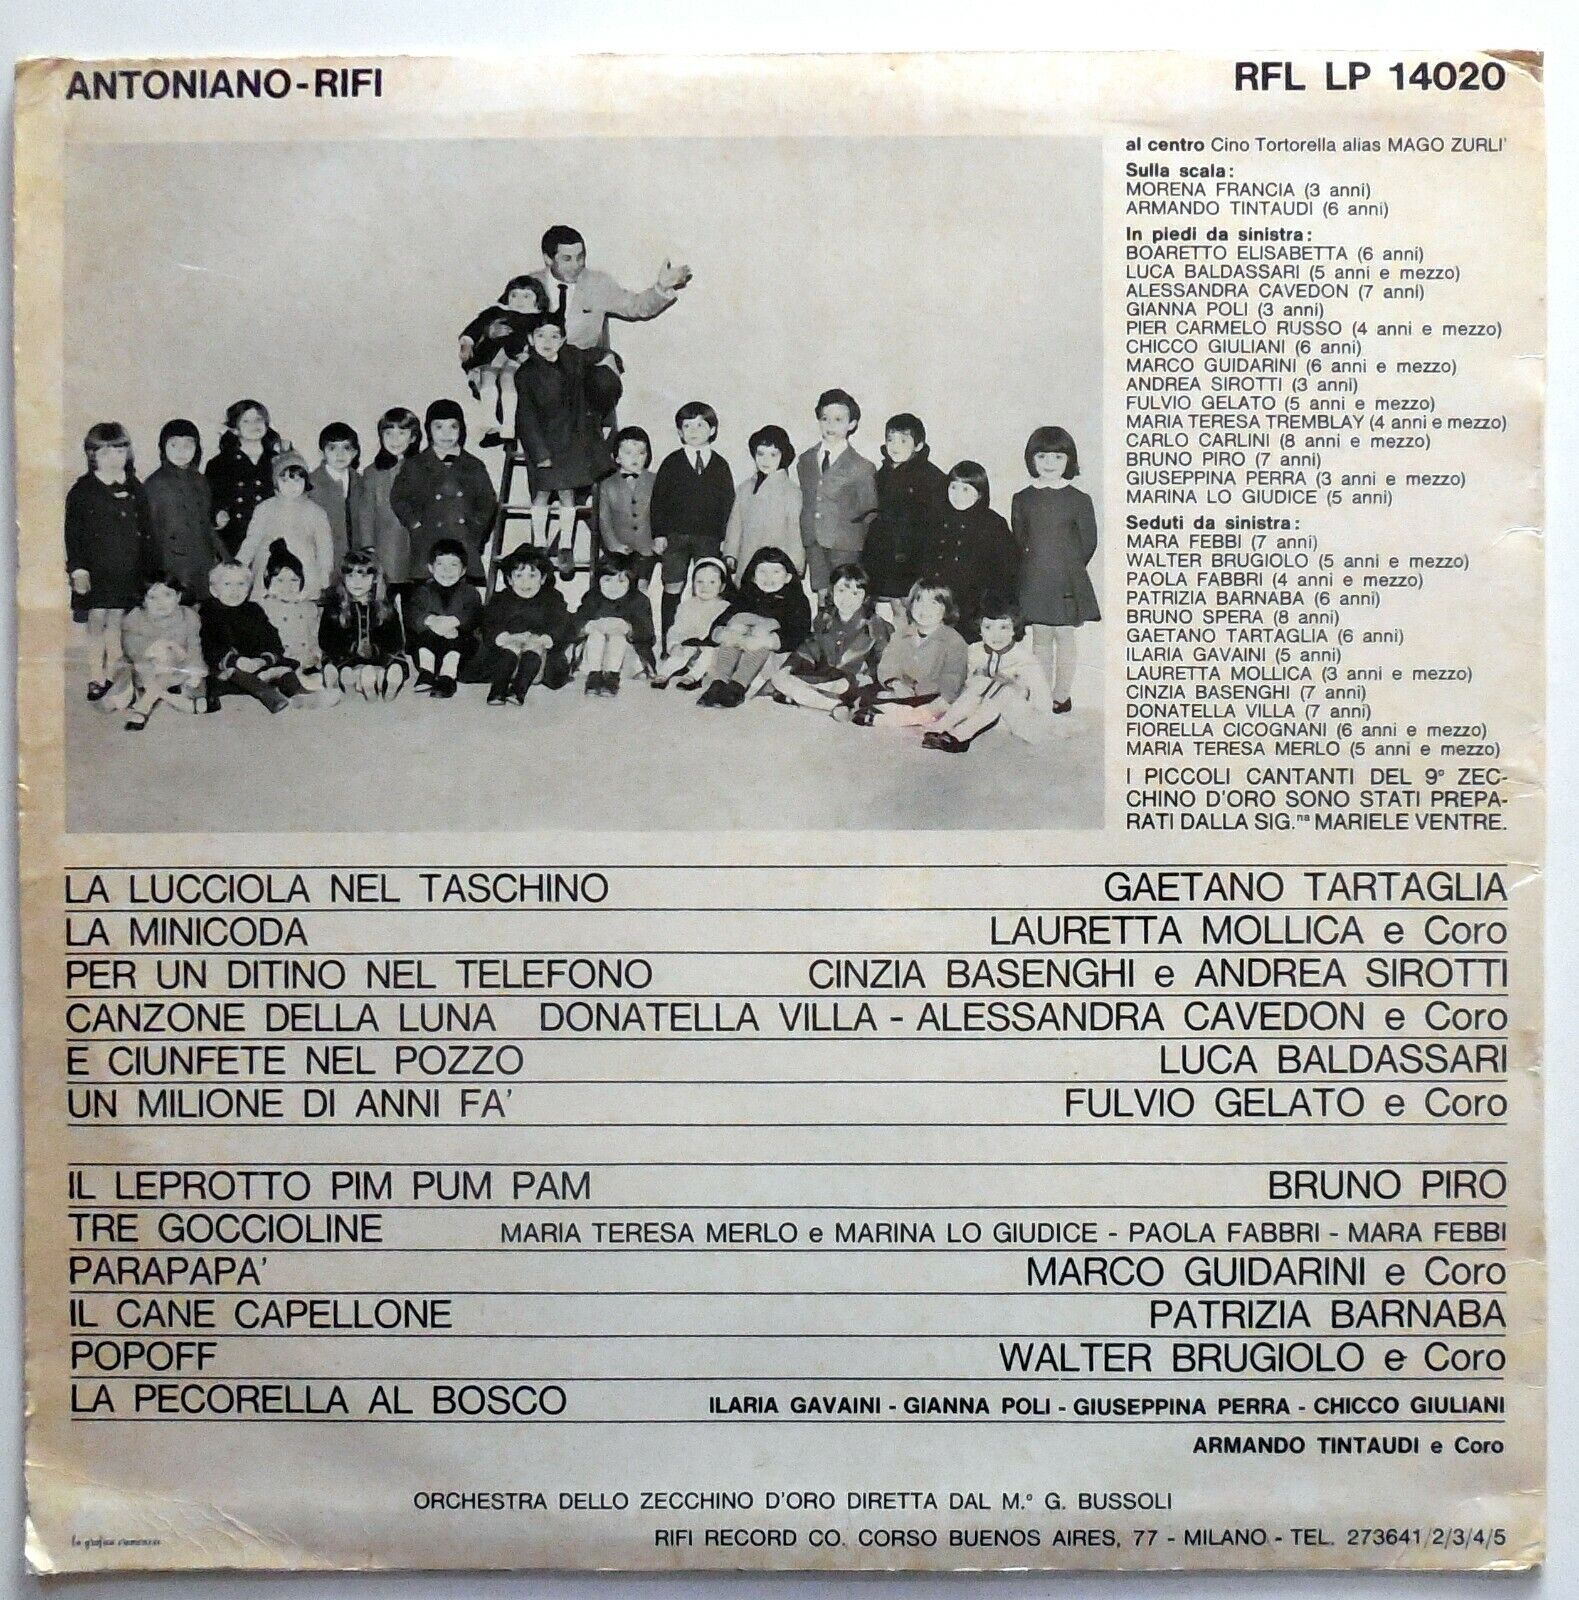 ANTONIANO-RIFI
RFL LP 14020
al centro Cino Tortorella alias MAGO ZURLI'
Sulla scala:
MORENA FRANCIA (3 anni)
ARMANDO TINTAUDI (6 anni)
In piedi da sinistra:
BOARETTO ELISABETTA (6 anni)
LUCA BALDASSARI (5 anni e mezzo)
ALESSANDRA CAVEDON (7 anni)
GIANNA POLI (3 anni)
PIER CARMELO RUSSO (4 anni e mezzo)
CHICCO GIULIANI (6 anni)
MARCO GUIDARINI (6 anni e mezzo)
ANDREA SIROTTI (3 anni)
FULVIO GELATO (5 anni e mezzo)
MARIA TERESA TREMBLAY (4 anni e mezzo)
CARLO CARLINI (8 anni e mezzo)
BRUNO PIRO (7 anni)
GIUSEPPINA PERRA (3 anni e mezzo)
MARINA LO GIUDICE (5 anni)
Seduti da sinistra:
MARA FEBBI (7 anni)
WALTER BRUGIOLO (5 anni e mezzo)
PAOLA FABBRI (4 anni e mezzo)
PATRIZIA BARNABA (6 anni)
BRUNO SPERA (8 anni)
GAETANO TARTAGLIA (6 anni)
ILARIA GAVAINI (5 anni)
LAURETTA MOLLICA (3 anni e mezzo)
CINZIA BASENGHI (7 anni)
DONATELLA VILLA (7 anni)
FIORELLA CICOGNANI (6 anni e mezzo)
MARIA TERESA MERLO (5 anni e mezzo)
I PICCOLI CANTANTI DEL 9° ZEC-
CHINO D'ORO SONO STATI PREPA-
RATI DALLA SIG.na MARIELE VENTRE.
LA LUCCIOLA NEL TASCHINO GAETANO TARTAGLIA
LA MINICODA LAURETTA MOLLICA e Coro
PER UN DITINO NEL TELEFONO CINZIA BASENGHI e ANDREA SIROTTI
CANZONE DELLA LUNA DONATELLA VILLA - ALESSANDRA CAVEDON e Coro
E CIUNFETE NEL POZZO LUCA BALDASSARI
UN MILIONE DI ANNI FA' FULVIO GELATO e Coro
IL LEPROTTO PIM PUM PAM BRUNO PIRO
TRE GOCCIOLINE MARIA TERESA MERLO e MARINA LO GIUDICE - PAOLA FABBRI - MARA FEBBI
PARAPAPA' MARCO GUIDARINI e Coro
IL CANE CAPELLONE PATRIZIA BARNABA
POPOFF WALTER BRUGIOLO e Coro
LA PECORELLA AL BOSCO ILARIA GAVAINI - GIANNA POLI - GIUSEPPINA PERRA - CHICCO GIULIANI
ARMANDO TINTAUDI e Coro
ORCHESTRA DELLO ZECCHINO D'ORO DIRETTA DAL M.° G. BUSSOLI
RIFI RECORD CO. CORSO BUENOS AIRES, 77 - MILANO - TEL. 273641/2/3/4/5